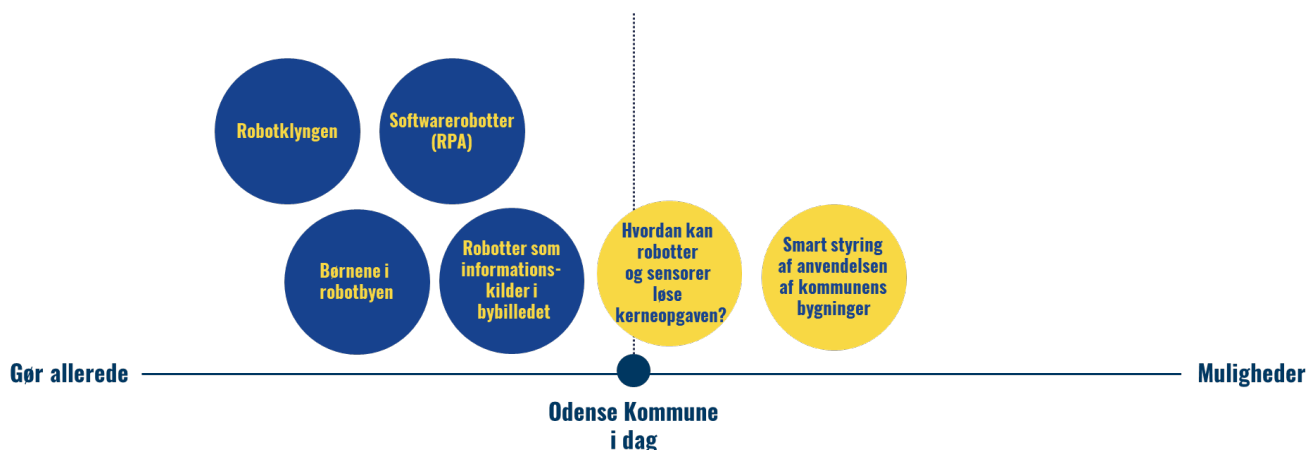 Robotklyngen
Softwarerobotter
(RPA)
Børnene i
robotbyen
Robotter som
informations-
kilder i
bybilledet
Hvordan kan
robotter
og sensorer
løse
kerneopgaven?
Smart styring
af anvendelsen
af kommunens
bygninger
Gør allerede
Muligheder
Odense Kommune
i dag